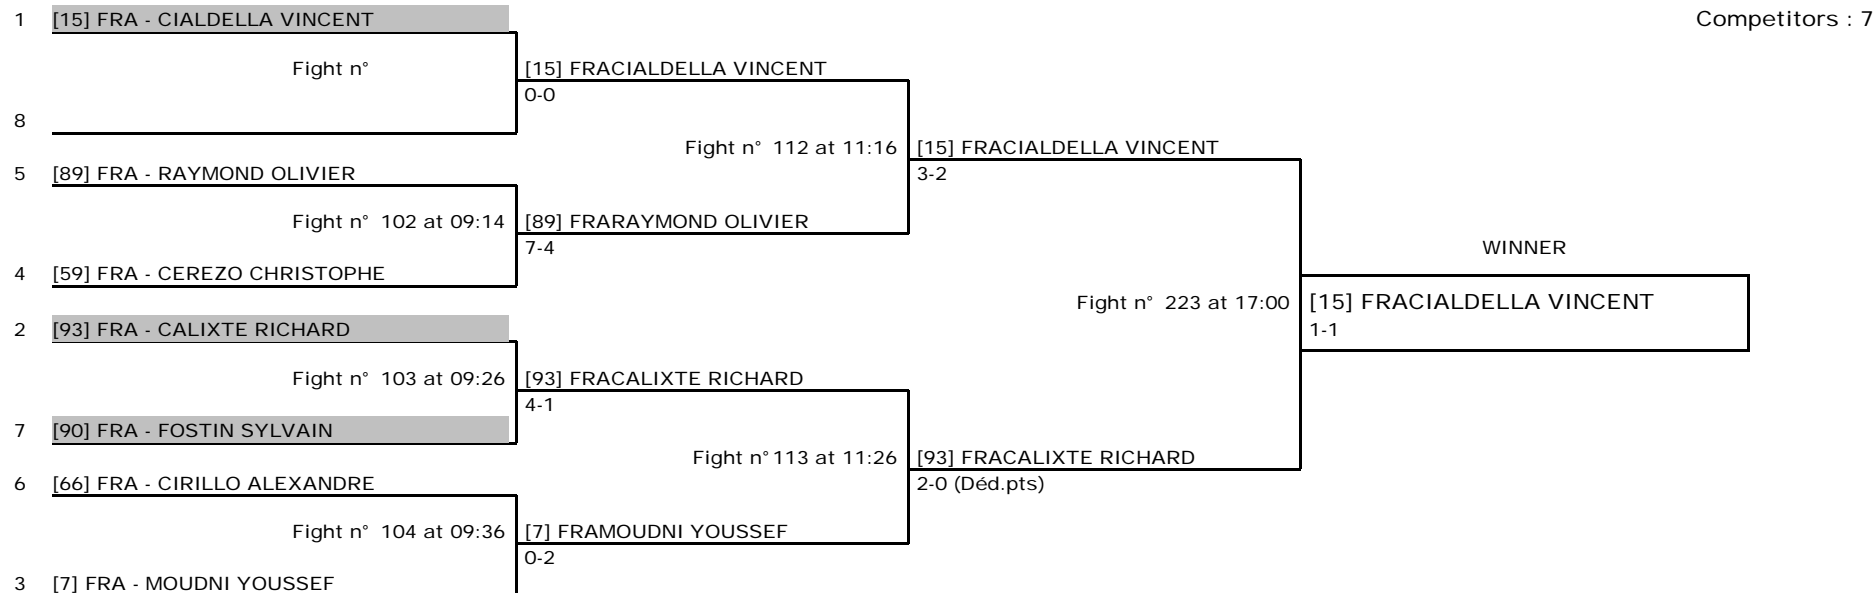 1 [15] FRA - CIALDELLA VINCENT
Competitors : 7
Fight n°
[15] FRACIALDELLA VINCENT
0-0
8
Fight n° 112 at 11:16
[15] FRACIALDELLA VINCENT
3-2
5 [89] FRA - RAYMOND OLIVIER
Fight n° 102 at 09:14
[89] FRARAYMOND OLIVIER
7-4
WINNER
4 [59] FRA - CEREZO CHRISTOPHE
Fight n° 223 at 17:00
[15] FRACIALDELLA VINCENT
1-1
2 [93] FRA - CALIXTE RICHARD
Fight n° 103 at 09:26
[93] FRACALIXTE RICHARD
4-1
7 [90] FRA - FOSTIN SYLVAIN
Fight n°113 at 11:26
[93] FRACALIXTE RICHARD
2-0 (Déd.pts)
6 [66] FRA - CIRILLO ALEXANDRE
Fight n° 104 at 09:36
[7] FRAMOUDNI YOUSSEF
0-2
3 [7] FRA - MOUDNI YOUSSEF